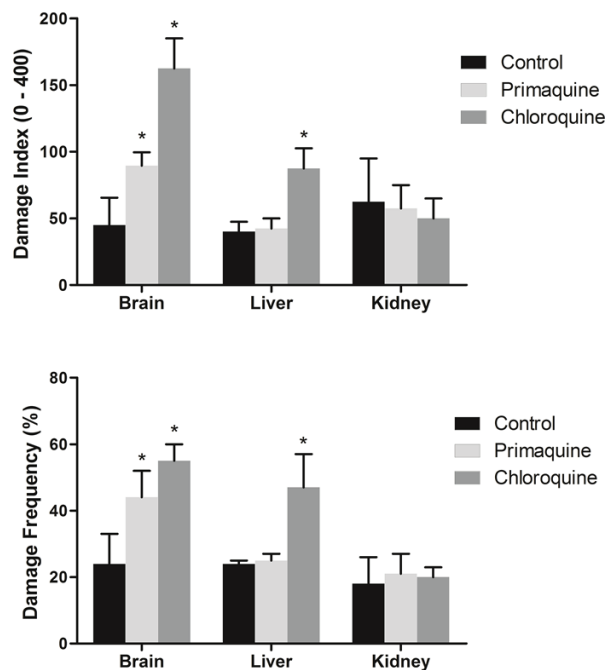 Damage Index (0 - 400)
200
150
100
50
0
*
*
*
Brain
Liver
Kidney
Control
Primaquine
Chloroquine
Damage Frequency (%)
80
60
40
20
0
*
*
*
Brain
Liver
Kidney
Control
Primaquine
Chloroquine